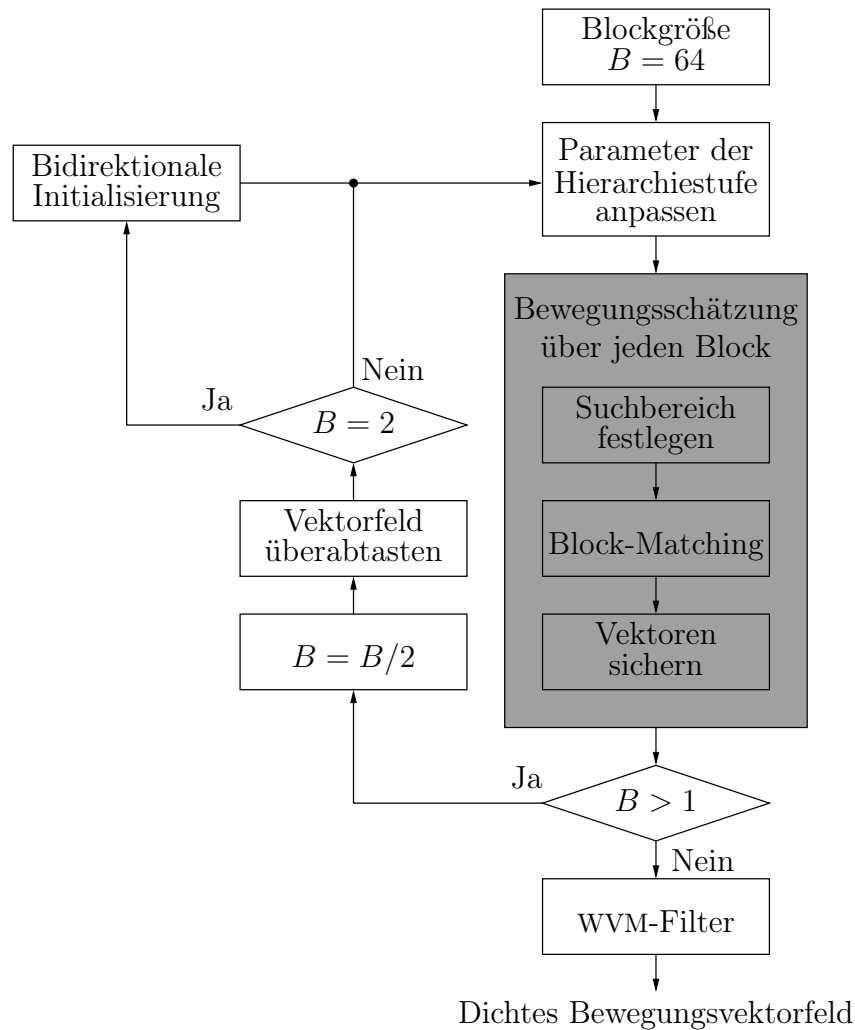 Blockgröße
B = 64
Parameter der
Hierarchiestufe
anpassen
Bidirektionale
Initialisierung
Bewegungsschätzung
über jeden Block
Suchbereich
festlegen
Block-Matching
Vektoren
sichern
B > 1
Ja
Nein
B = B/2
Vektorfeld
überabtasten
B = 2
Ja
Nein
WVM-Filter
Dichtes Bewegungsvektorfeld